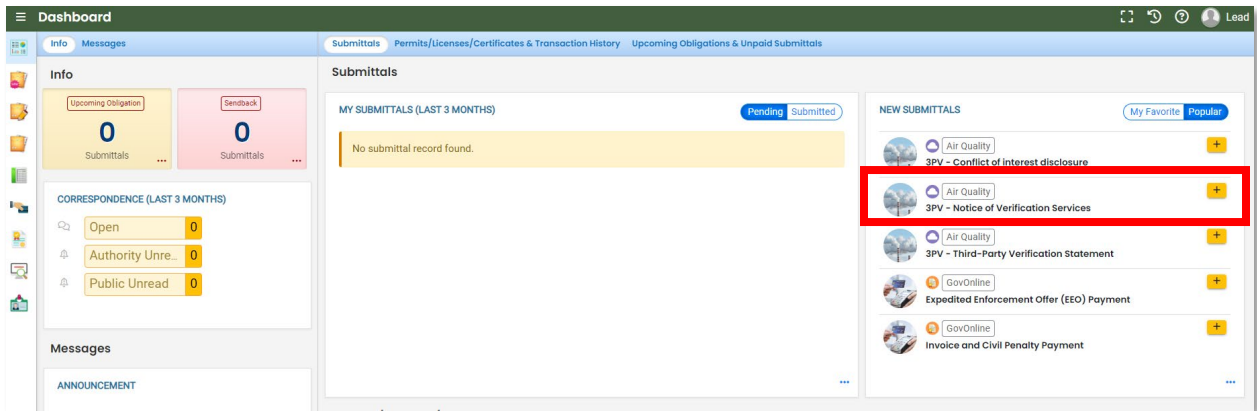 Dashboard
Lead
Info Messages
Submittals Permits/Licenses/Certificates & Transaction History Upcoming Obligations & Unpaid Submittals
Info
Upcoming Obligation
0
Submittals
...
Sendback
0
Submittals
...
CORRESPONDENCE (LAST 3 MONTHS)
Open 0
Authority Unre... 0
Public Unread 0
Messages
ANNOUNCEMENT
Submittals
MY SUBMITTALS (LAST 3 MONTHS)
Pending Submitted
No submittal record found.
...
NEW SUBMITTALS
My Favorite Popular
Air Quality
+
3PV - Conflict of interest disclosure
Air Quality
+
3PV - Notice of Verification Services
Air Quality
+
3PV - Third-Party Verification Statement
GovOnline
+
Expedited Enforcement Offer (EEO) Payment
GovOnline
+
Invoice and Civil Penalty Payment
...